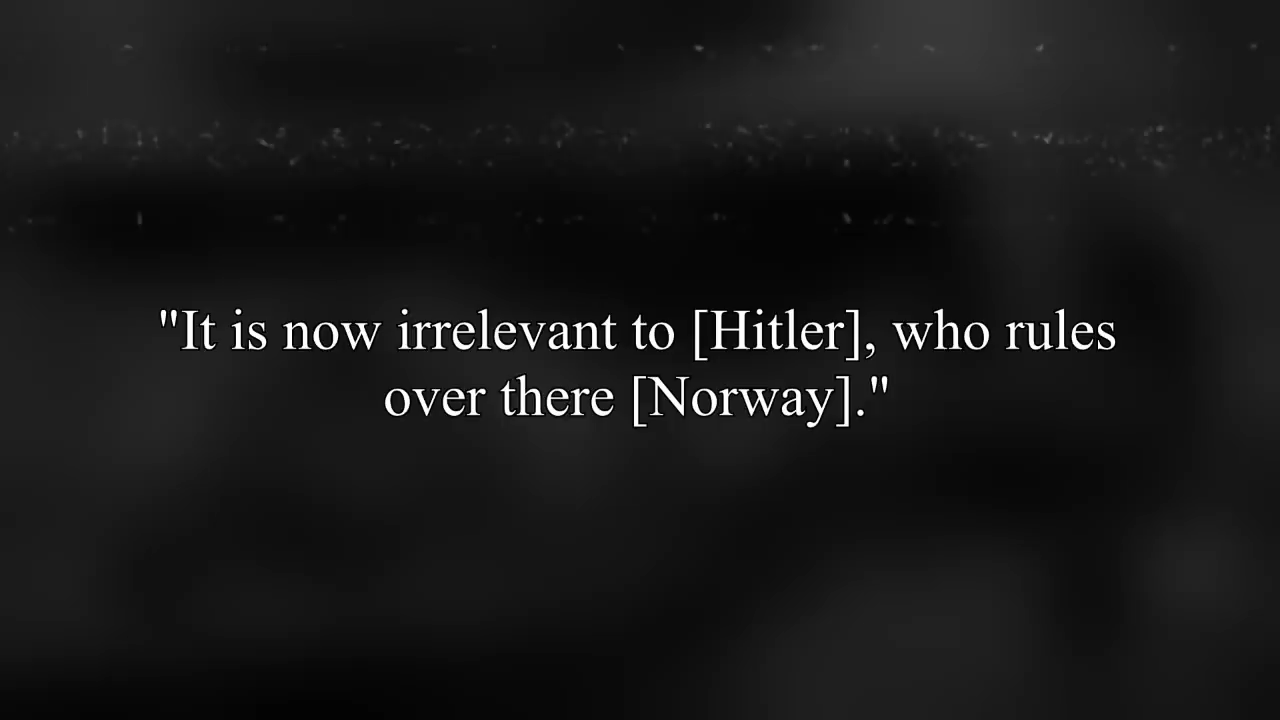 "It is now irrelevant to [Hitler], who rules
over there [Norway]."